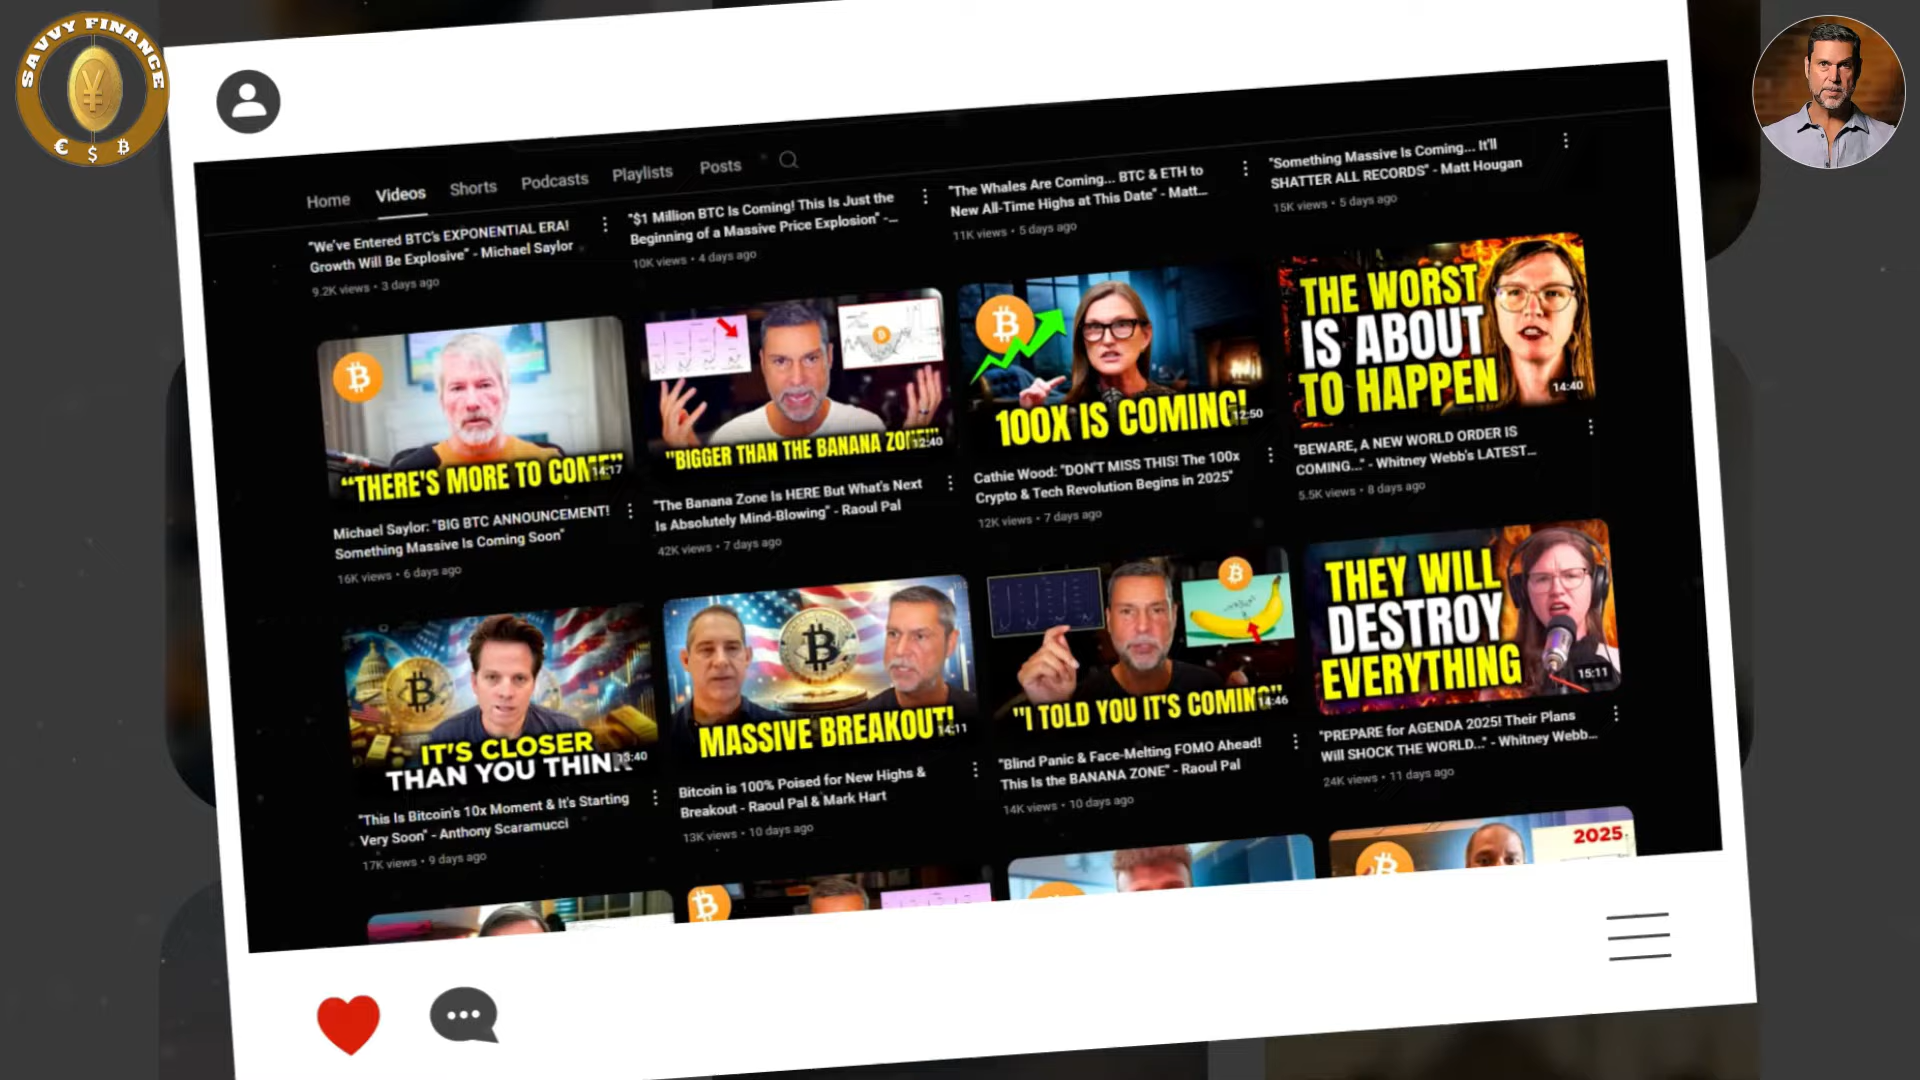 SAVVY FINANCE
¥
€ $ ₿
Home Videos Shorts Podcasts Playlists Posts
"We've Entered BTC's EXPONENTIAL ERA!
Growth Will Be Explosive" - Michael Saylor
9.2K views • 3 days ago
"$1 Million BTC Is Coming! This Is Just the
Beginning of a Massive Price Explosion" -...
10K views • 4 days ago
"The Whales Are Coming... BTC & ETH to
New All-Time Highs at This Date" - Matt...
11K views • 5 days ago
"Something Massive Is Coming... It'll
SHATTER ALL RECORDS" - Matt Hougan
15K views • 5 days ago
"THERE'S MORE TO COME"
14:17
Michael Saylor: "BIG BTC ANNOUNCEMENT!
Something Massive Is Coming Soon"
16K views • 6 days ago
"BIGGER THAN THE BANANA ZONE"
12:40
"The Banana Zone Is HERE But What's Next
Is Absolutely Mind-Blowing" - Raoul Pal
42K views • 7 days ago
100X IS COMING!
12:50
Cathie Wood: "DON'T MISS THIS! The 100x
Crypto & Tech Revolution Begins in 2025"
12K views • 7 days ago
THE WORST
IS ABOUT
TO HAPPEN
14:40
"BEWARE, A NEW WORLD ORDER IS
COMING..." - Whitney Webb's LATEST...
5.5K views • 8 days ago
IT'S CLOSER
THAN YOU THINK
13:40
"This Is Bitcoin's 10x Moment & It's Starting
Very Soon" - Anthony Scaramucci
17K views • 9 days ago
MASSIVE BREAKOUT!
14:11
Bitcoin is 100% Poised for New Highs &
Breakout - Raoul Pal & Mark Hart
13K views • 10 days ago
"I TOLD YOU IT'S COMING"
14:46
"Blind Panic & Face-Melting FOMO Ahead!
This Is the BANANA ZONE" - Raoul Pal
14K views • 10 days ago
THEY WILL
DESTROY
EVERYTHING
15:11
"PREPARE for AGENDA 2025! Their Plans
Will SHOCK THE WORLD..." - Whitney Webb...
24K views • 11 days ago
2025